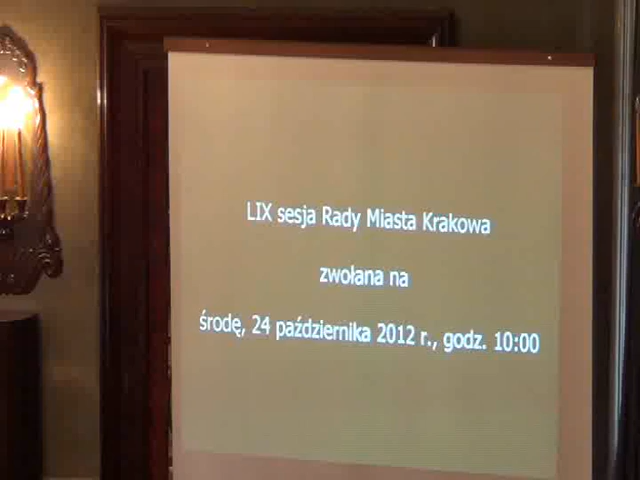 LIX sesja Rady Miasta Krakowa
zwołana na
środę, 24 października 2012 r., godz. 10:00